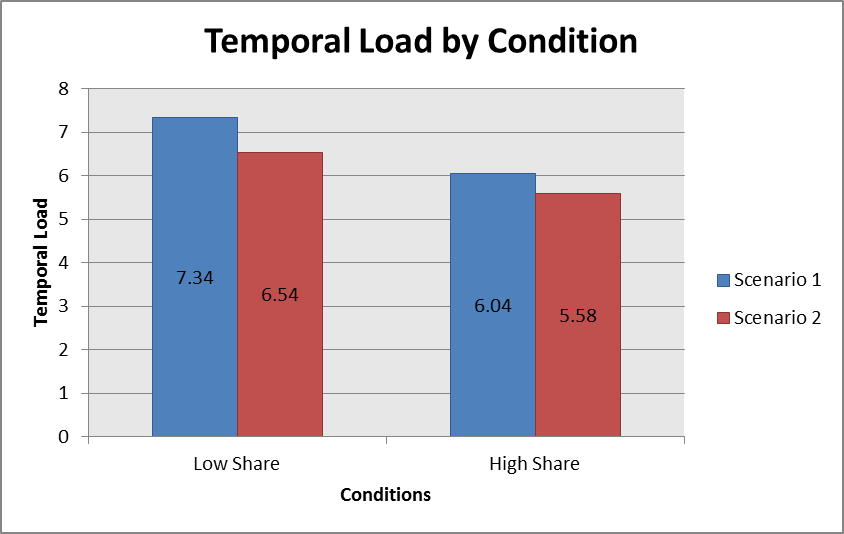 Temporal Load by Condition
8
7
6
5
4
3
2
1
0
Temporal Load
7.34
6.54
6.04
5.58
Low Share
High Share
Conditions
Scenario 1
Scenario 2